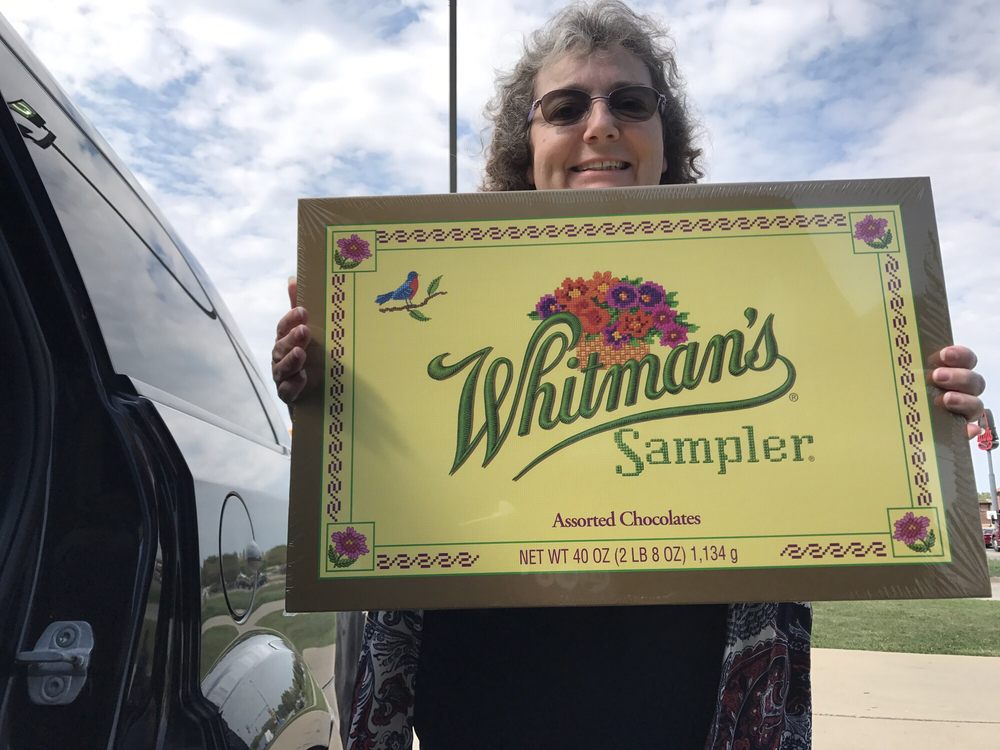 Whitman's®
Sampler®
Assorted Chocolates
NET WT 40 OZ (2 LB 8 OZ) 1,134 g